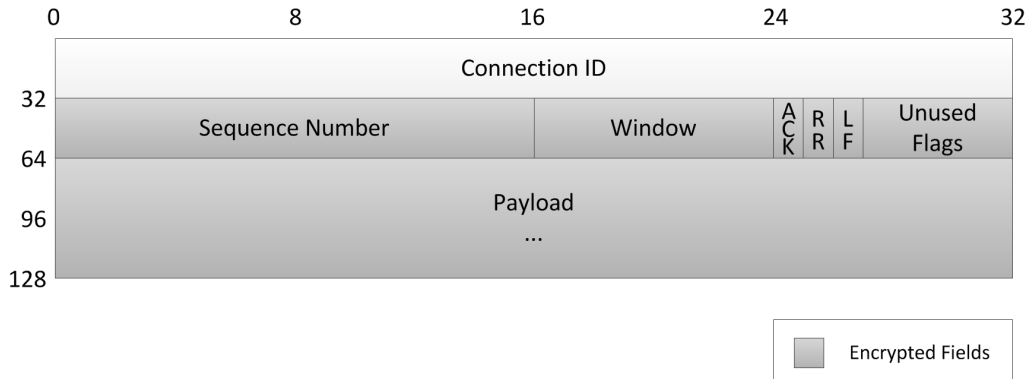 0 8 16 24 32
Connection ID
32
Sequence Number Window ACK RR LF Unused
Flags
64
Payload
96
...
128
Encrypted Fields